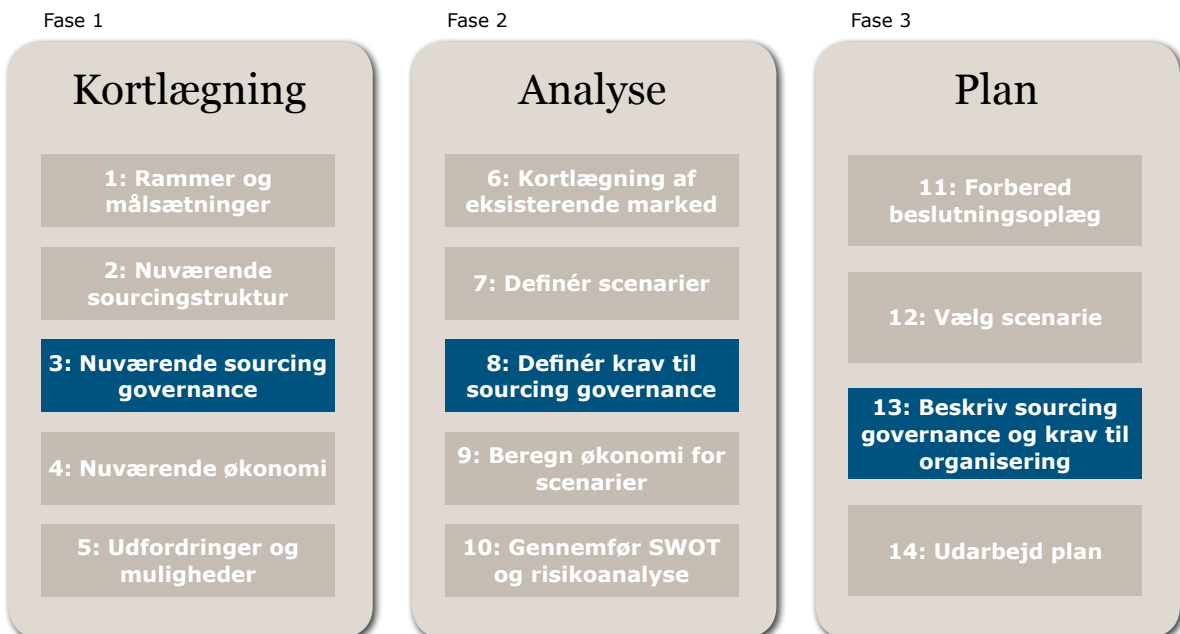 Fase 1
Kortlægning
1: Rammer og
målsætninger
2: Nuværende
sourcingstruktur
3: Nuværende sourcing
governance
4: Nuværende økonomi
5: Udfordringer og
muligheder
Fase 2
Analyse
6: Kortlægning af
eksisterende marked
7: Definér scenarier
8: Definér krav til
sourcing governance
9: Beregn økonomi for
scenarier
10: Gennemfør SWOT
og risikoanalyse
Fase 3
Plan
11: Forbered
beslutningsoplæg
12: Vælg scenarie
13: Beskriv sourcing
governance og krav til
organisering
14: Udarbejd plan